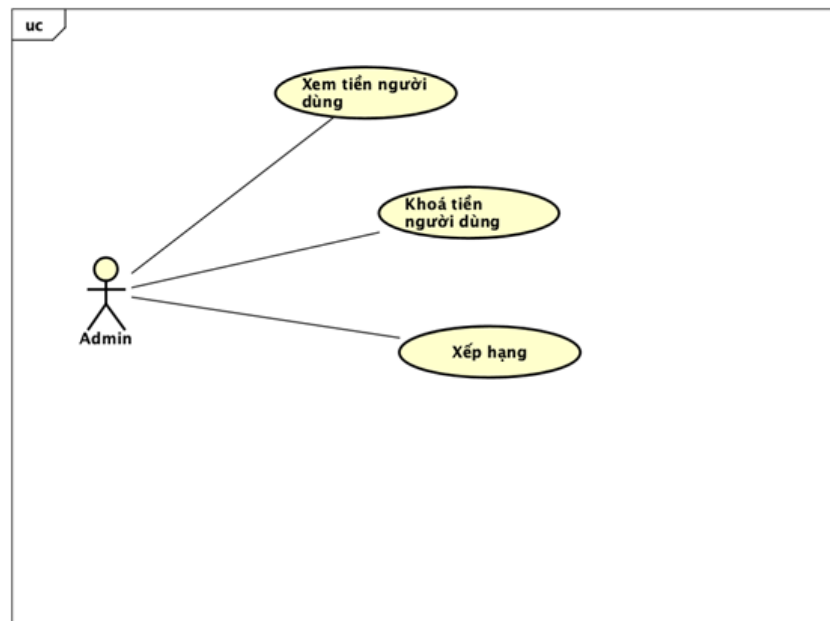 uc
Xem tiền người
dùng
Khoá tiền
người dùng
Admin
Xếp hạng